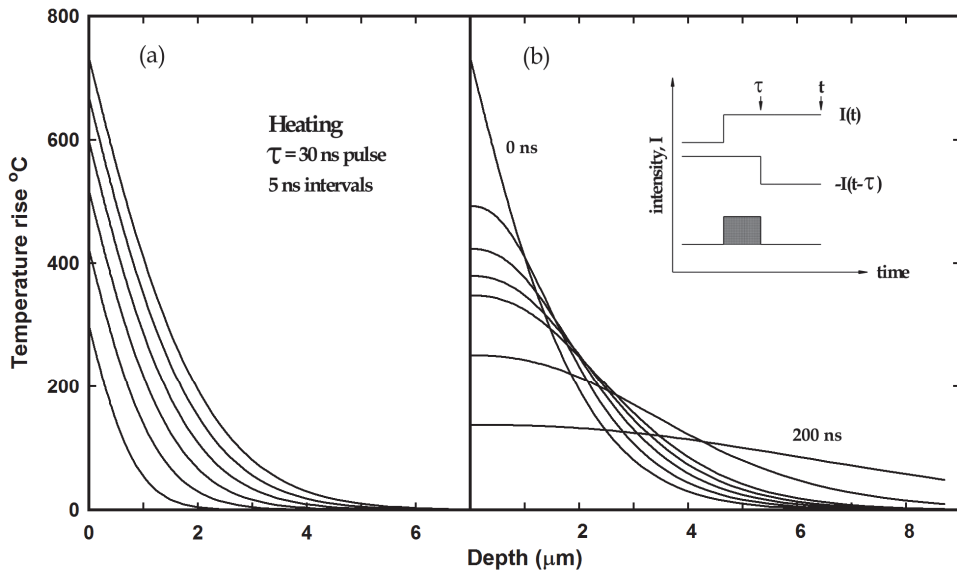 800
600
400
200
0
Temperature rise °C
(a)
Heating
τ = 30 ns pulse
5 ns intervals
0
2
4
6
(b)
0 ns
200 ns
intensity, I
τ
t
I(t)
-I(t-τ)
time
2
4
6
8
Depth (μm)